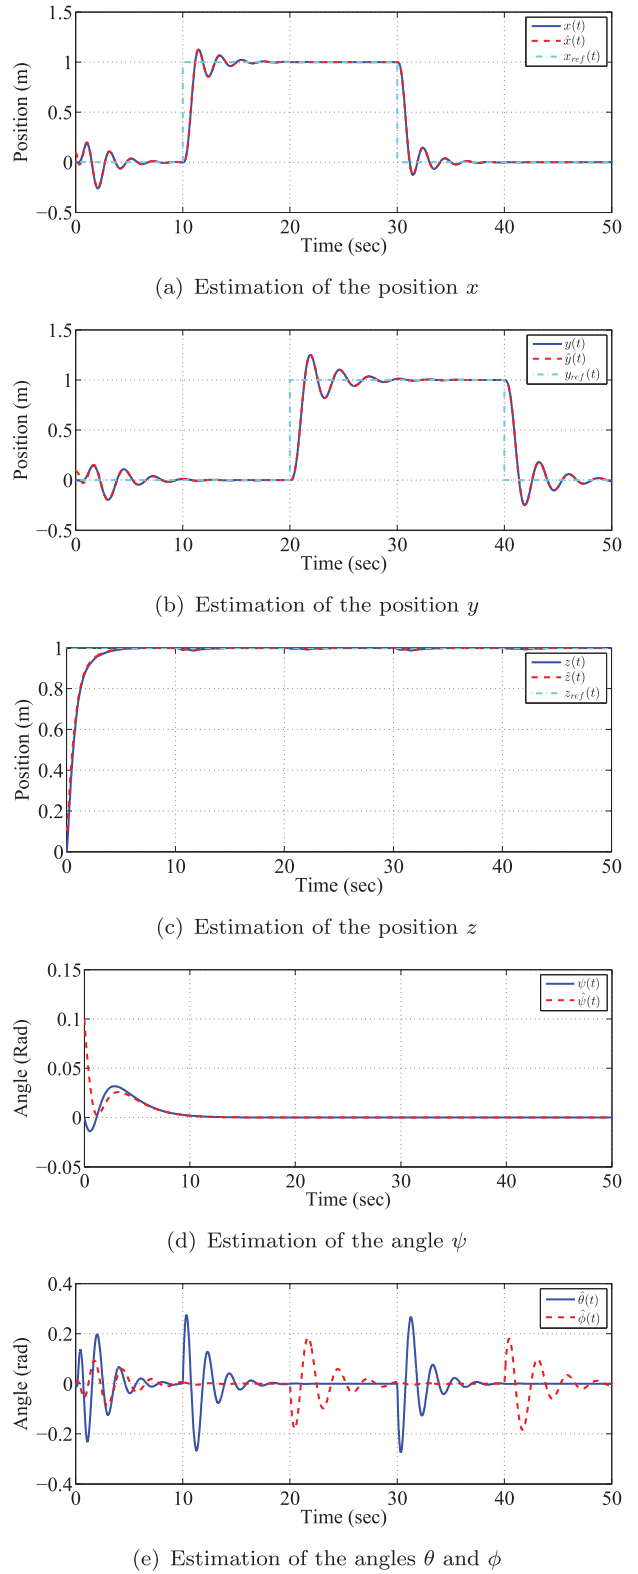 1.5
1
0.5
0
−0.5
Position (m)
x(t)
x̂(t)
x_ref(t)
0 10 20 30 40 50
Time (sec)
(a) Estimation of the position x
1.5
1
0.5
0
−0.5
Position (m)
y(t)
ŷ(t)
y_ref(t)
0 10 20 30 40 50
Time (sec)
(b) Estimation of the position y
1
0.8
0.6
0.4
0.2
0
Position (m)
z(t)
ẑ(t)
z_ref(t)
0 10 20 30 40 50
Time (sec)
(c) Estimation of the position z
0.15
0.1
0.05
0
−0.05
Angle (Rad)
ψ(t)
ψ̂(t)
0 10 20 30 40 50
Time (sec)
(d) Estimation of the angle ψ
0.4
0.2
0
−0.2
−0.4
Angle (rad)
θ̂(t)
ϕ̂(t)
0 10 20 30 40 50
Time (sec)
(e) Estimation of the angles θ and ϕ